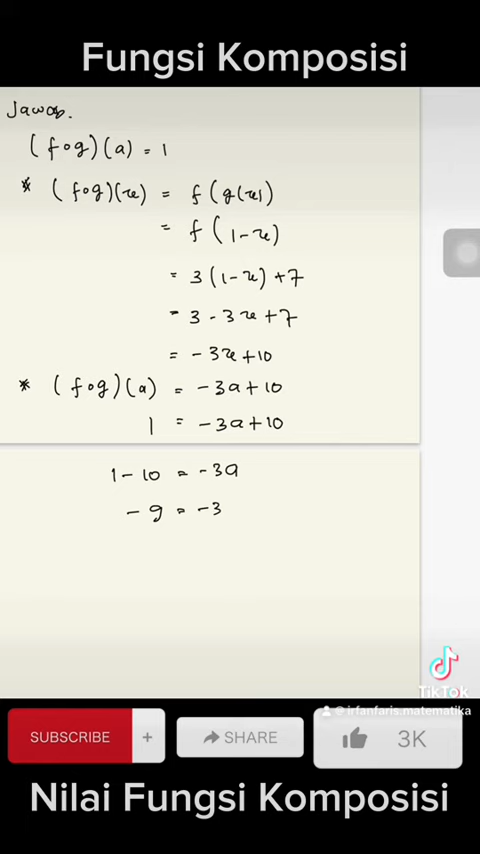 Fungsi Komposisi
Jawab.
(fog)(a) = 1
* (fog)(x) = f(g(x))
= f(1-x)
= 3(1-x)+7
= 3-3x+7
= -3x+10
* (fog)(a) = -3a+10
1 = -3a+10
1-10 = -3a
-9 = -3
TikTok
@irfanfaris.matematika
SUBSCRIBE + SHARE 3K
Nilai Fungsi Komposisi